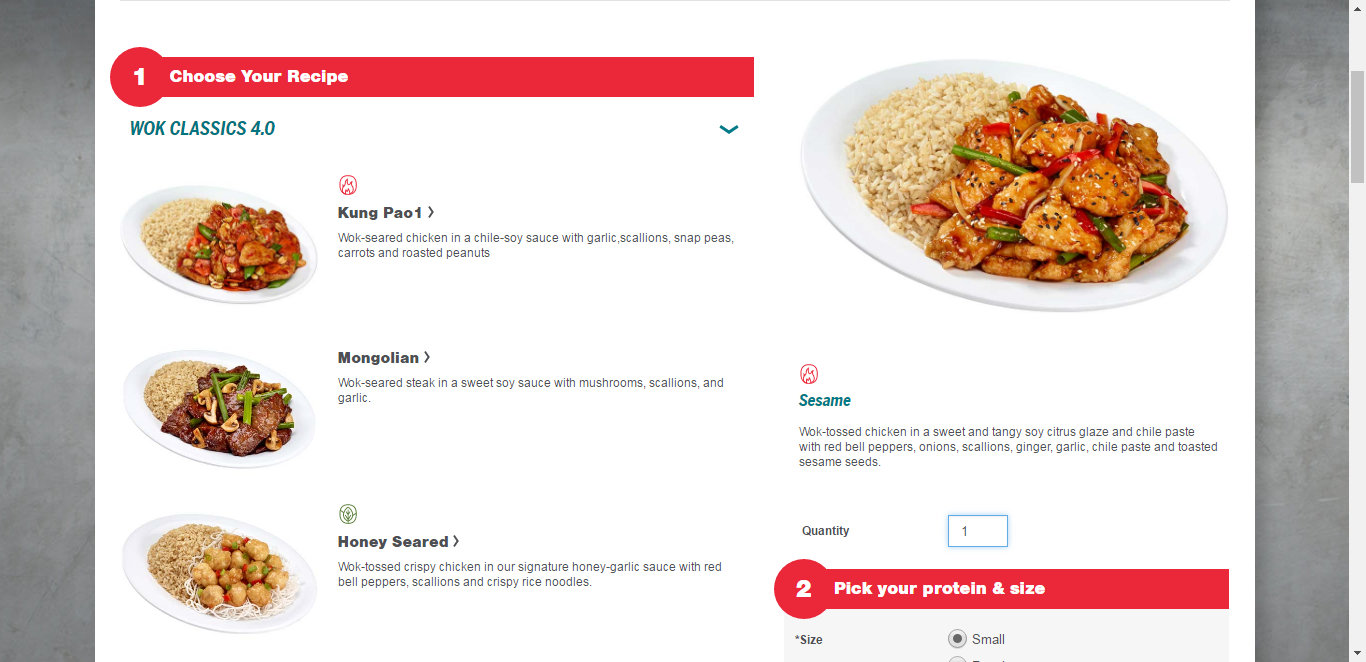 1 Choose Your Recipe
WOK CLASSICS 4.0
Kung Pao1 >
Wok-seared chicken in a chile-soy sauce with garlic,scallions, snap peas,
carrots and roasted peanuts
Mongolian >
Wok-seared steak in a sweet soy sauce with mushrooms, scallions, and
garlic.
Honey Seared >
Wok-tossed crispy chicken in our signature honey-garlic sauce with red
bell peppers, scallions and crispy rice noodles.
Sesame
Wok-tossed chicken in a sweet and tangy soy citrus glaze and chile paste
with red bell peppers, onions, scallions, ginger, garlic, chile paste and toasted
sesame seeds.
Quantity 1
2 Pick your protein & size
*Size Small